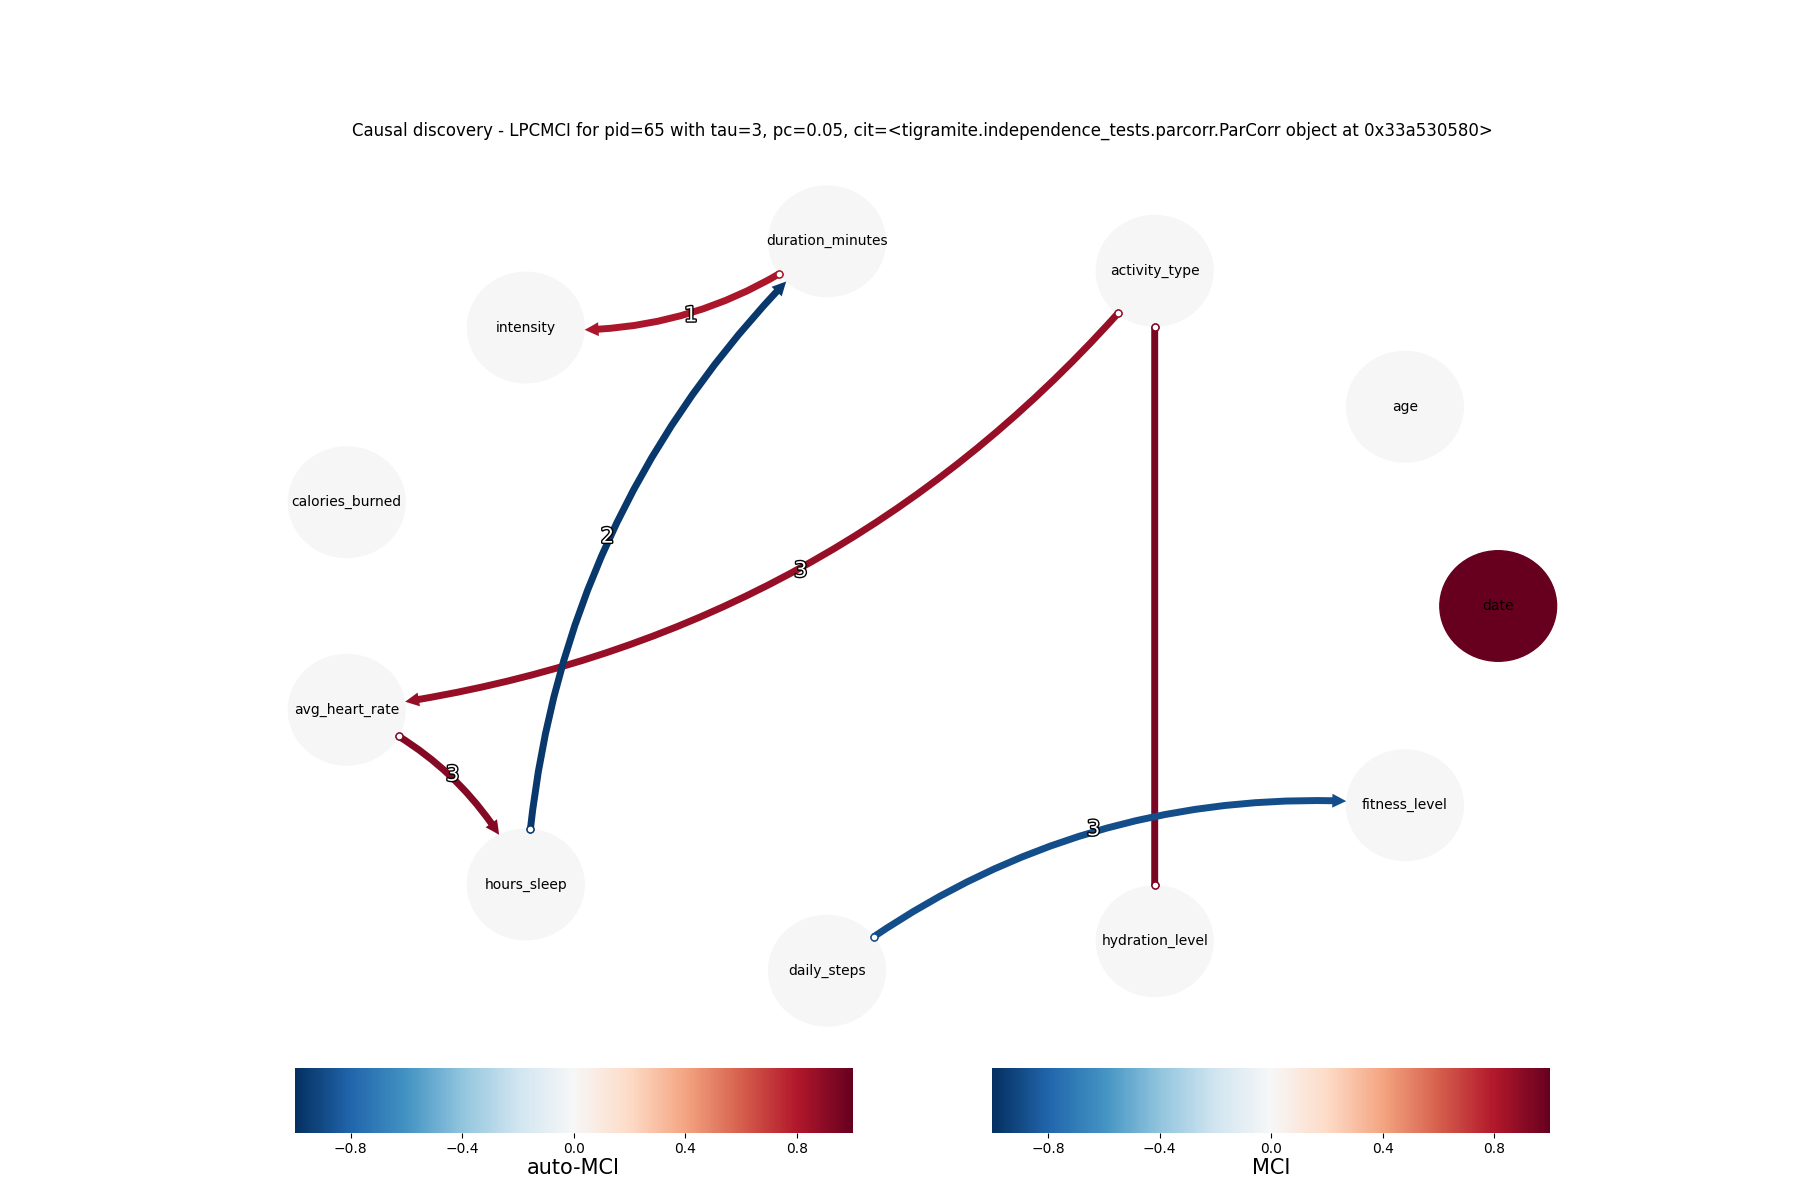 Causal discovery - LPCMCI for pid=65 with tau=3, pc=0.05, cit=<tigramite.independence_tests.parcorr.ParCorr object at 0x33a530580>
duration_minutes
activity_type
intensity
1
age
calories_burned
2
3
date
avg_heart_rate
3
fitness_level
3
hours_sleep
hydration_level
daily_steps
−0.8 −0.4 0.0 0.4 0.8
auto-MCI
−0.8 −0.4 0.0 0.4 0.8
MCI